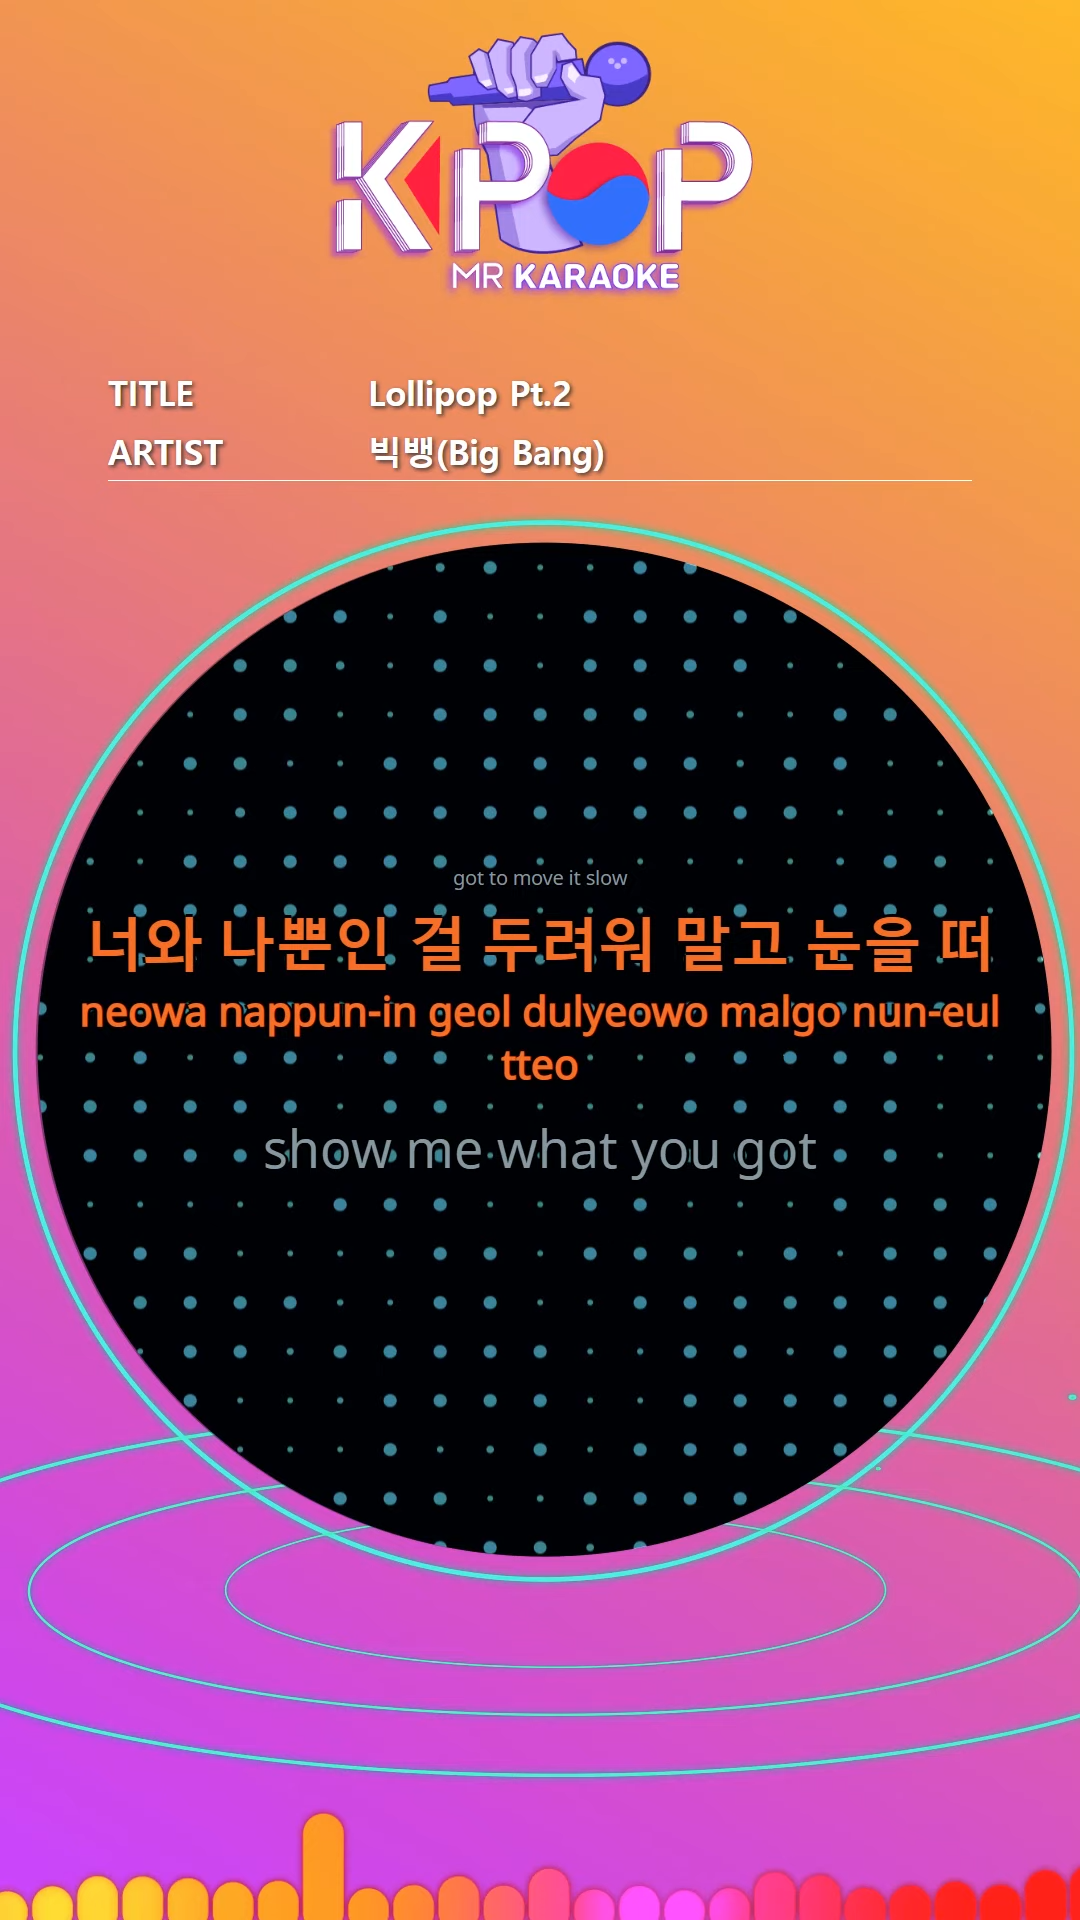 KPOP
MR KARAOKE
TITLE Lollipop Pt.2
ARTIST 빅뱅(Big Bang)
got to move it slow
너와 나뿐인 걸 두려워 말고 눈을 떠
neowa nappun-in geol dulyeowo malgo nun-eul
tteo
show me what you got